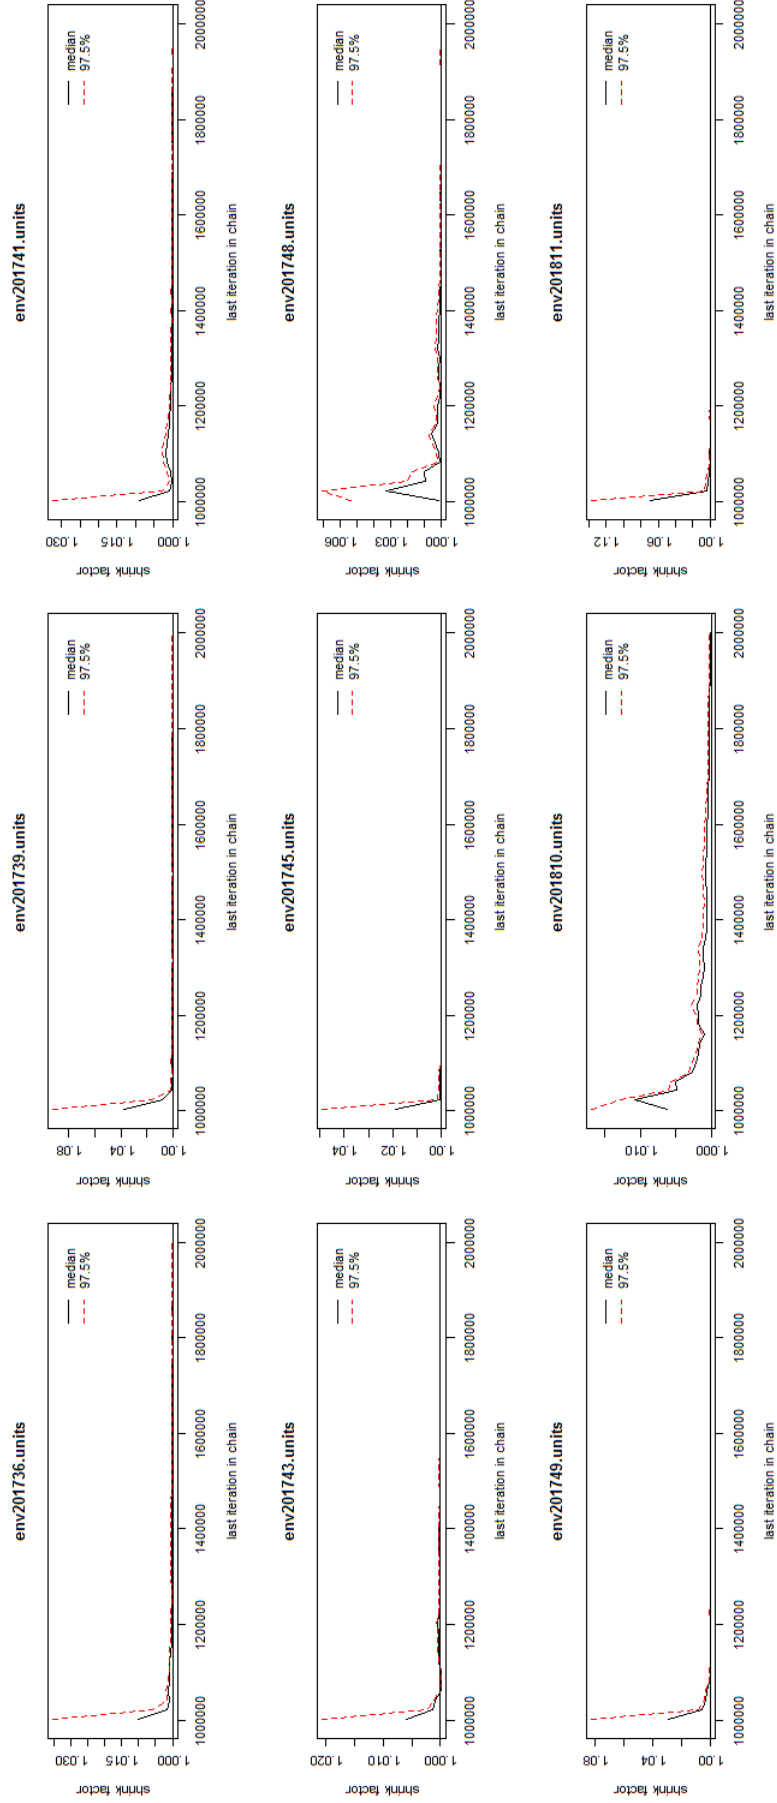 env201736.units
median
97.5%
shrink factor
1.000 1.015 1.030
1000000 1200000 1400000 1600000 1800000 2000000
last iteration in chain
env201739.units
median
97.5%
shrink factor
1.00 1.04 1.08
1000000 1200000 1400000 1600000 1800000 2000000
last iteration in chain
env201741.units
median
97.5%
shrink factor
1.000 1.015 1.030
1000000 1200000 1400000 1600000 1800000 2000000
last iteration in chain
env201743.units
median
97.5%
shrink factor
1.000 1.010 1.020
1000000 1200000 1400000 1600000 1800000 2000000
last iteration in chain
env201745.units
median
97.5%
shrink factor
1.00 1.02 1.04
1000000 1200000 1400000 1600000 1800000 2000000
last iteration in chain
env201748.units
median
97.5%
shrink factor
1.000 1.003 1.006
1000000 1200000 1400000 1600000 1800000 2000000
last iteration in chain
env201749.units
median
97.5%
shrink factor
1.00 1.04 1.08
1000000 1200000 1400000 1600000 1800000 2000000
last iteration in chain
env201810.units
median
97.5%
shrink factor
1.000 1.010
1000000 1200000 1400000 1600000 1800000 2000000
last iteration in chain
env201811.units
median
97.5%
shrink factor
1.00 1.06 1.12
1000000 1200000 1400000 1600000 1800000 2000000
last iteration in chain